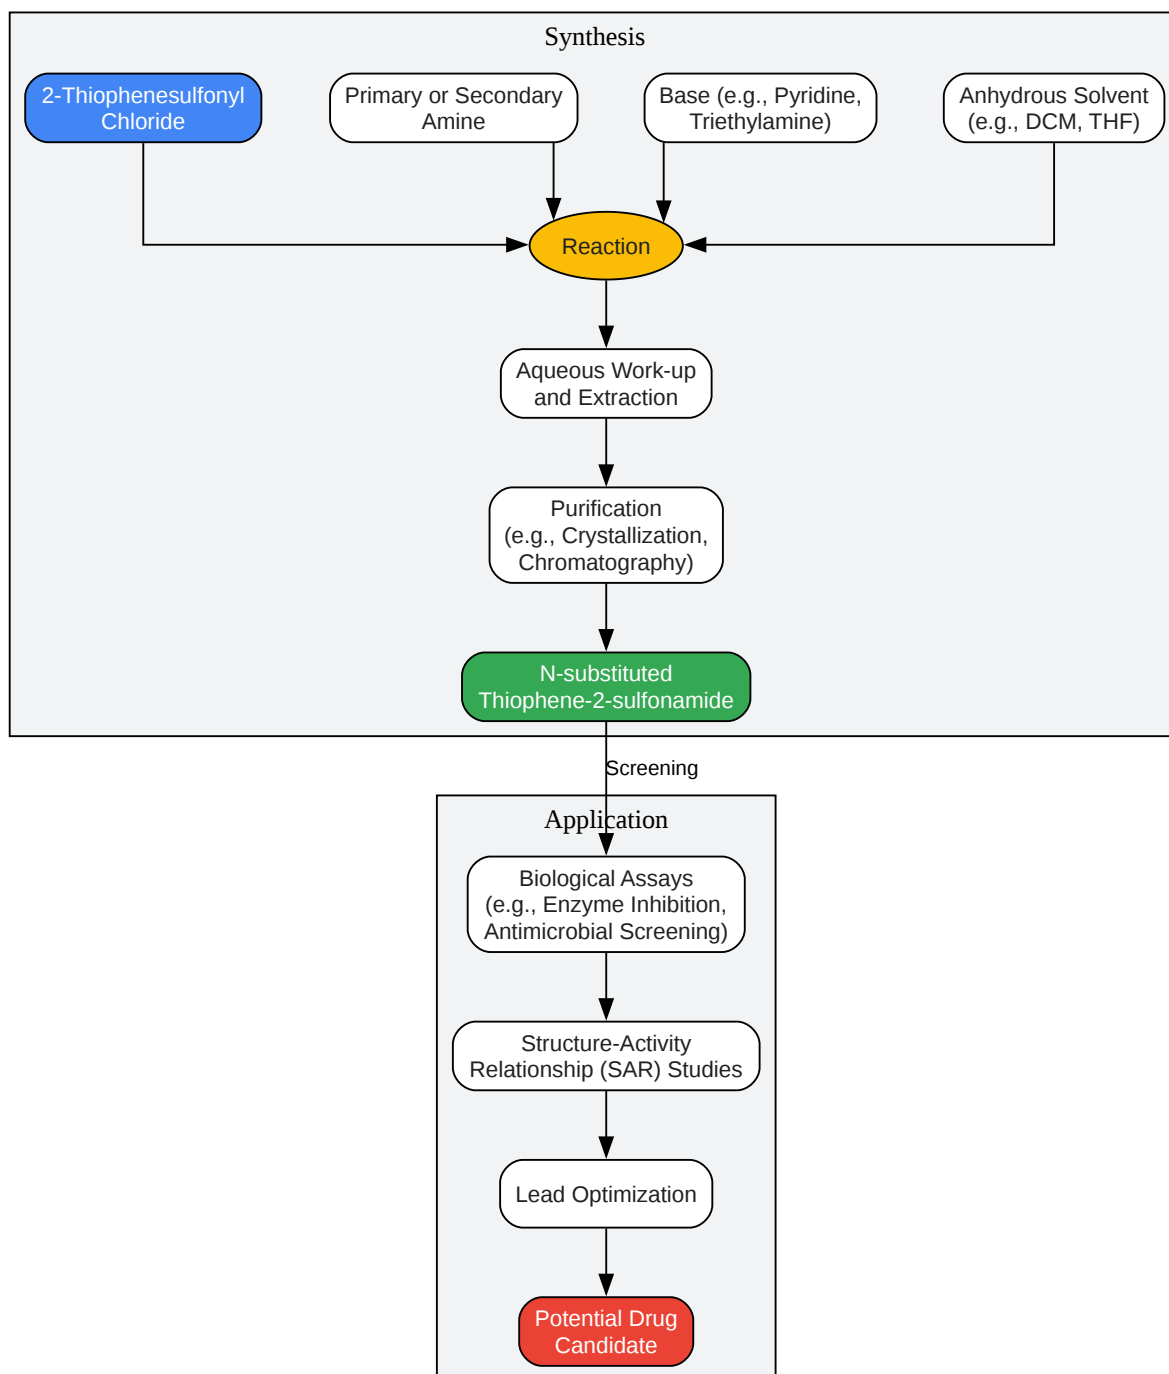 Synthesis
2-Thiophenesulfonyl
Chloride
Primary or Secondary
Amine
Base (e.g., Pyridine,
Triethylamine)
Anhydrous Solvent
(e.g., DCM, THF)
Reaction
Aqueous Work-up
and Extraction
Purification
(e.g., Crystallization,
Chromatography)
N-substituted
Thiophene-2-sulfonamide
Screening
Application
Biological Assays
(e.g., Enzyme Inhibition,
Antimicrobial Screening)
Structure-Activity
Relationship (SAR) Studies
Lead Optimization
Potential Drug
Candidate